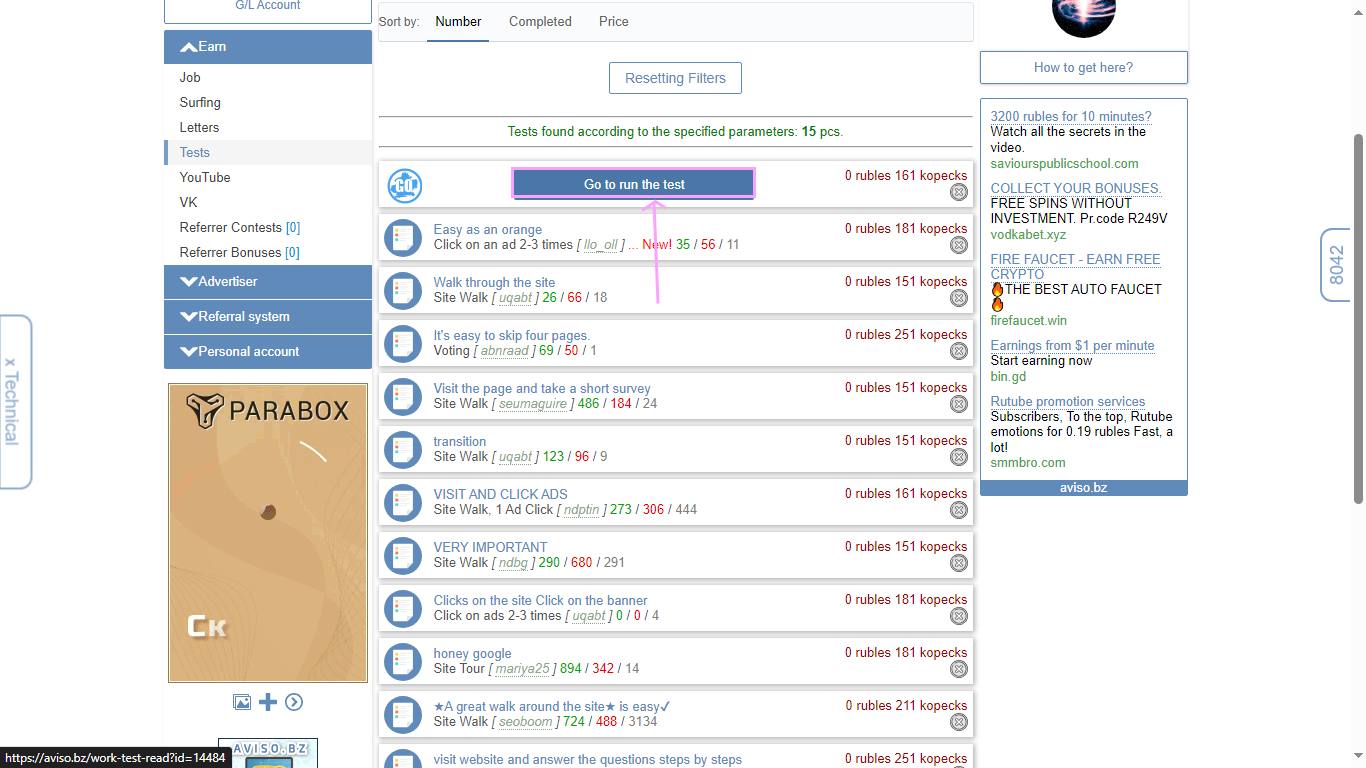 G/L Account
Earn
Job
Surfing
Letters
Tests
YouTube
VK
Referrer Contests [0]
Referrer Bonuses [0]
Advertiser
Referral system
Personal account
x Technical
PARABOX
Ск
AVISO.BZ
Sort by: Number Completed Price
Resetting Filters
Tests found according to the specified parameters: 15 pcs.
GO
Go to run the test
0 rubles 161 kopecks
Easy as an orange
0 rubles 181 kopecks
Click on an ad 2-3 times [ llo_oll ] ... New! 35 / 56 / 11
Walk through the site
0 rubles 151 kopecks
Site Walk [ uqabt ] 26 / 66 / 18
It's easy to skip four pages.
0 rubles 251 kopecks
Voting [ abnraad ] 69 / 50 / 1
Visit the page and take a short survey
0 rubles 151 kopecks
Site Walk [ seumaguire ] 486 / 184 / 24
transition
0 rubles 151 kopecks
Site Walk [ uqabt ] 123 / 96 / 9
VISIT AND CLICK ADS
0 rubles 161 kopecks
Site Walk, 1 Ad Click [ ndptin ] 273 / 306 / 444
VERY IMPORTANT
0 rubles 151 kopecks
Site Walk [ ndbg ] 290 / 680 / 291
Clicks on the site Click on the banner
0 rubles 181 kopecks
Click on ads 2-3 times [ uqabt ] 0 / 0 / 4
honey google
0 rubles 181 kopecks
Site Tour [ mariya25 ] 894 / 342 / 14
★A great walk around the site★ is easy✓
0 rubles 211 kopecks
Site Walk [ seoboom ] 724 / 488 / 3134
visit website and answer the questions steps by steps
0 rubles 251 kopecks
How to get here?
3200 rubles for 10 minutes?
Watch all the secrets in the
video.
saviourspublicschool.com
COLLECT YOUR BONUSES.
FREE SPINS WITHOUT
INVESTMENT. Pr.code R249V
vodkabet.xyz
FIRE FAUCET - EARN FREE
CRYPTO
🔥THE BEST AUTO FAUCET
🔥
firefaucet.win
Earnings from $1 per minute
Start earning now
bin.gd
Rutube promotion services
Subscribers, To the top, Rutube
emotions for 0.19 rubles Fast, a
lot!
smmbro.com
aviso.bz
8042
https://aviso.bz/work-test-read?id=14484